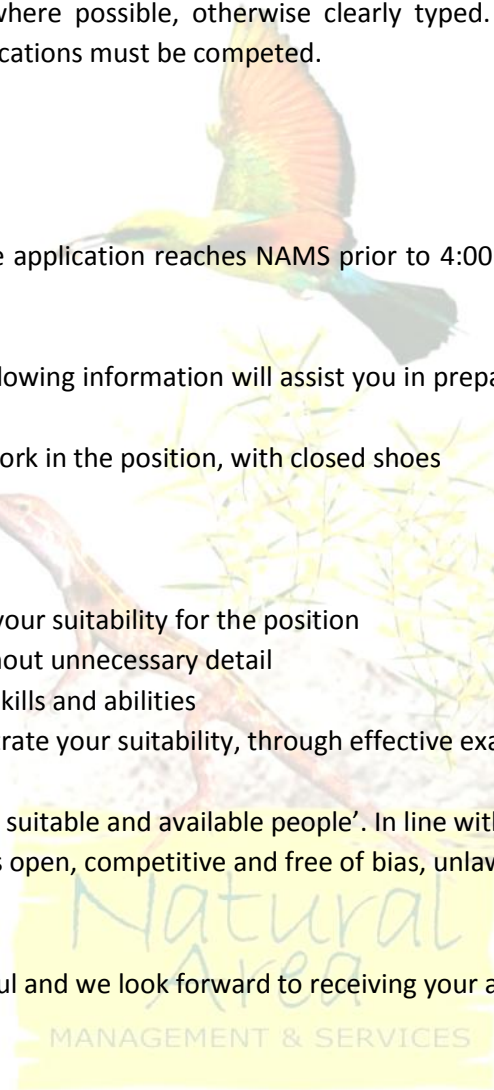 where possible, otherwise clearly typed.
cations must be competed.
e application reaches NAMS prior to 4:00
lowing information will assist you in prepa
ork in the position, with closed shoes
your suitability for the position
hout unnecessary detail
kills and abilities
trate your suitability, through effective exa
suitable and available people’. In line with
s open, competitive and free of bias, unlaw
Natural
Area
ul and we look forward to receiving your a
MANAGEMENT & SERVICES